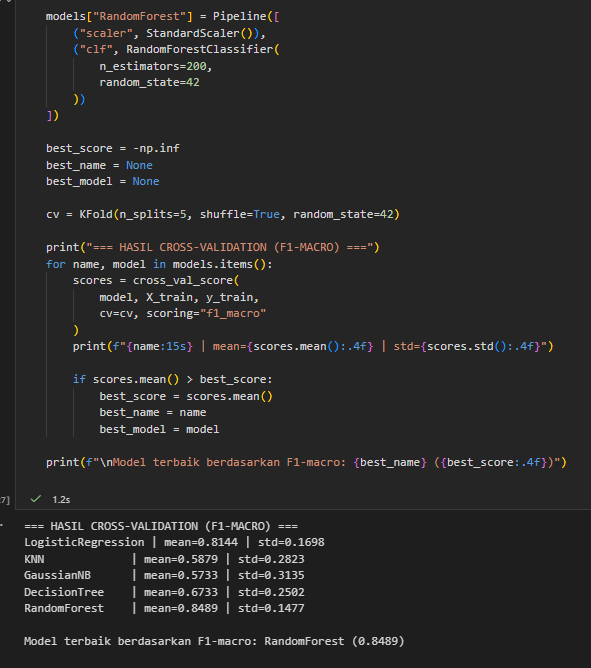 models["RandomForest"] = Pipeline([
    ("scaler", StandardScaler()),
    ("clf", RandomForestClassifier(
        n_estimators=200,
        random_state=42
    ))
])

best_score = -np.inf
best_name = None
best_model = None

cv = KFold(n_splits=5, shuffle=True, random_state=42)

print("=== HASIL CROSS-VALIDATION (F1-MACRO) ===")
for name, model in models.items():
    scores = cross_val_score(
        model, X_train, y_train,
        cv=cv, scoring="f1_macro"
    )
    print(f"{name:15s} | mean={scores.mean():.4f} | std={scores.std():.4f}")

    if scores.mean() > best_score:
        best_score = scores.mean()
        best_name = name
        best_model = model

print(f"\nModel terbaik berdasarkan F1-macro: {best_name} ({best_score:.4f})")
7] ✓ 1.2s
=== HASIL CROSS-VALIDATION (F1-MACRO) ===
LogisticRegression | mean=0.8144 | std=0.1698
KNN             | mean=0.5879 | std=0.2823
GaussianNB      | mean=0.5733 | std=0.3135
DecisionTree    | mean=0.6733 | std=0.2502
RandomForest    | mean=0.8489 | std=0.1477

Model terbaik berdasarkan F1-macro: RandomForest (0.8489)